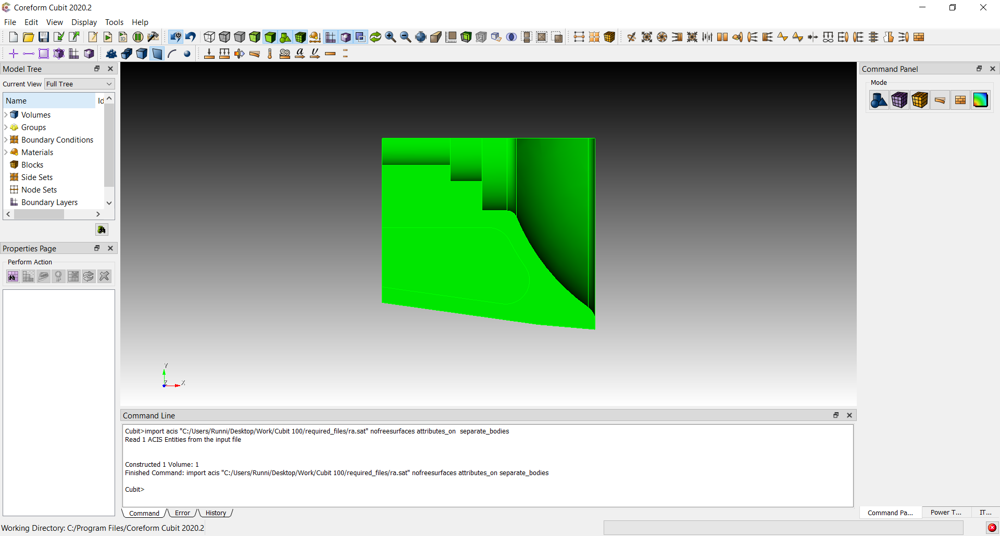 Coreform Cubit 2020.2
File Edit View Display Tools Help
Model Tree
Current View Full Tree
Name Id
Volumes
Groups
Boundary Conditions
Materials
Blocks
Side Sets
Node Sets
Boundary Layers
Properties Page
Perform Action
Y
Z X
Command Line
Cubit>import acis "C:/Users/Runni/Desktop/Work/Cubit 100/required_files/ra.sat" nofreesurfaces attributes_on separate_bodies
Read 1 ACIS Entities from the input file
Constructed 1 Volume: 1
Finished Command: import acis "C:/Users/Runni/Desktop/Work/Cubit 100/required_files/ra.sat" nofreesurfaces attributes_on separate_bodies
Cubit>
Command Error History
Command Panel
Mode
Command Pa... Power T... IT...
Working Directory: C:/Program Files/Coreform Cubit 2020.2